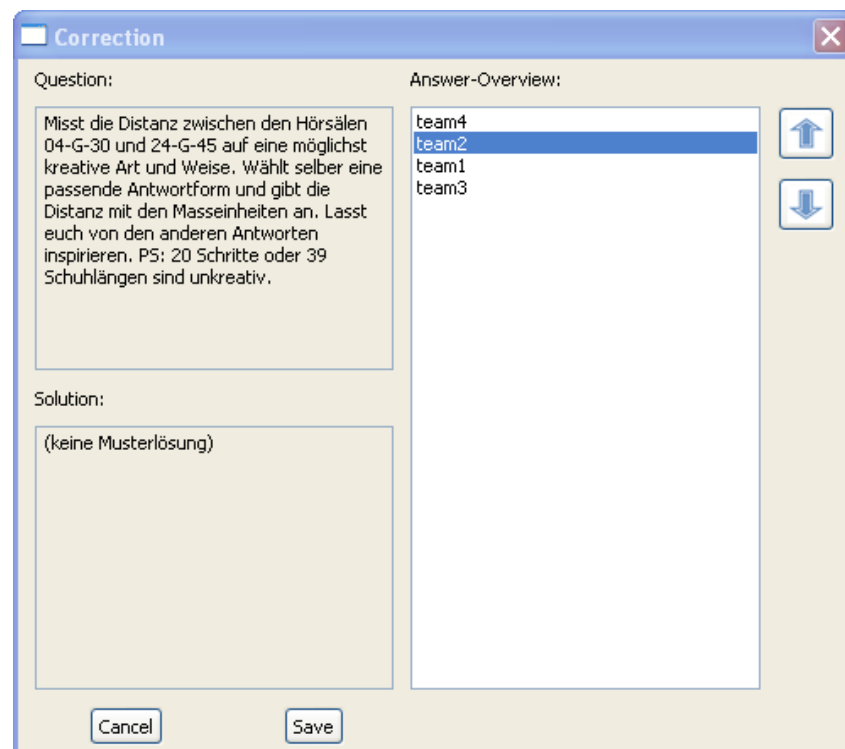 Correction
Question:
Misst die Distanz zwischen den Hörsälen
04-G-30 und 24-G-45 auf eine möglichst
kreative Art und Weise. Wählt selber eine
passende Antwortform und gibt die
Distanz mit den Masseinheiten an. Lasst
euch von den anderen Antworten
inspirieren. PS: 20 Schritte oder 39
Schuhlängen sind unkreativ.
Solution:
(keine Musterlösung)
Cancel
Save
Answer-Overview:
team4
team2
team1
team3